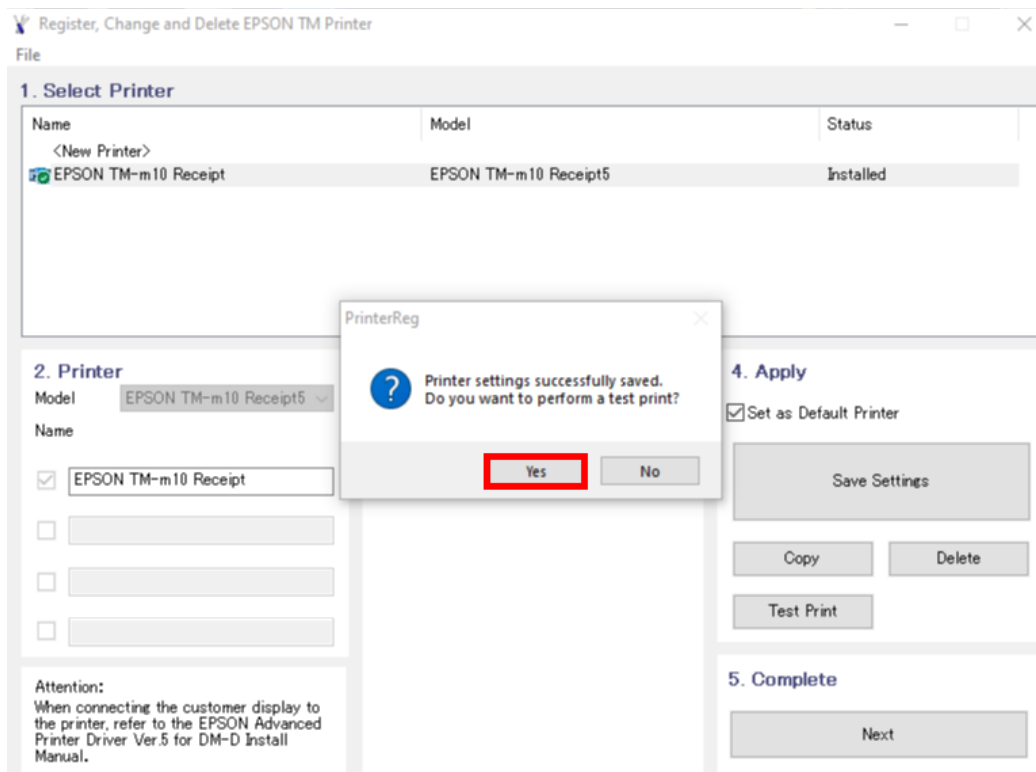 Register, Change and Delete EPSON TM Printer
File
1. Select Printer
Name Model Status
<New Printer>
EPSON TM-m10 Receipt EPSON TM-m10 Receipt5 Installed
PrinterReg
Printer settings successfully saved.
Do you want to perform a test print?
Yes No
2. Printer
Model EPSON TM-m10 Receipt5
Name
EPSON TM-m10 Receipt
Attention:
When connecting the customer display to
the printer, refer to the EPSON Advanced
Printer Driver Ver.5 for DM-D Install
Manual.
4. Apply
Set as Default Printer
Save Settings
Copy Delete
Test Print
5. Complete
Next